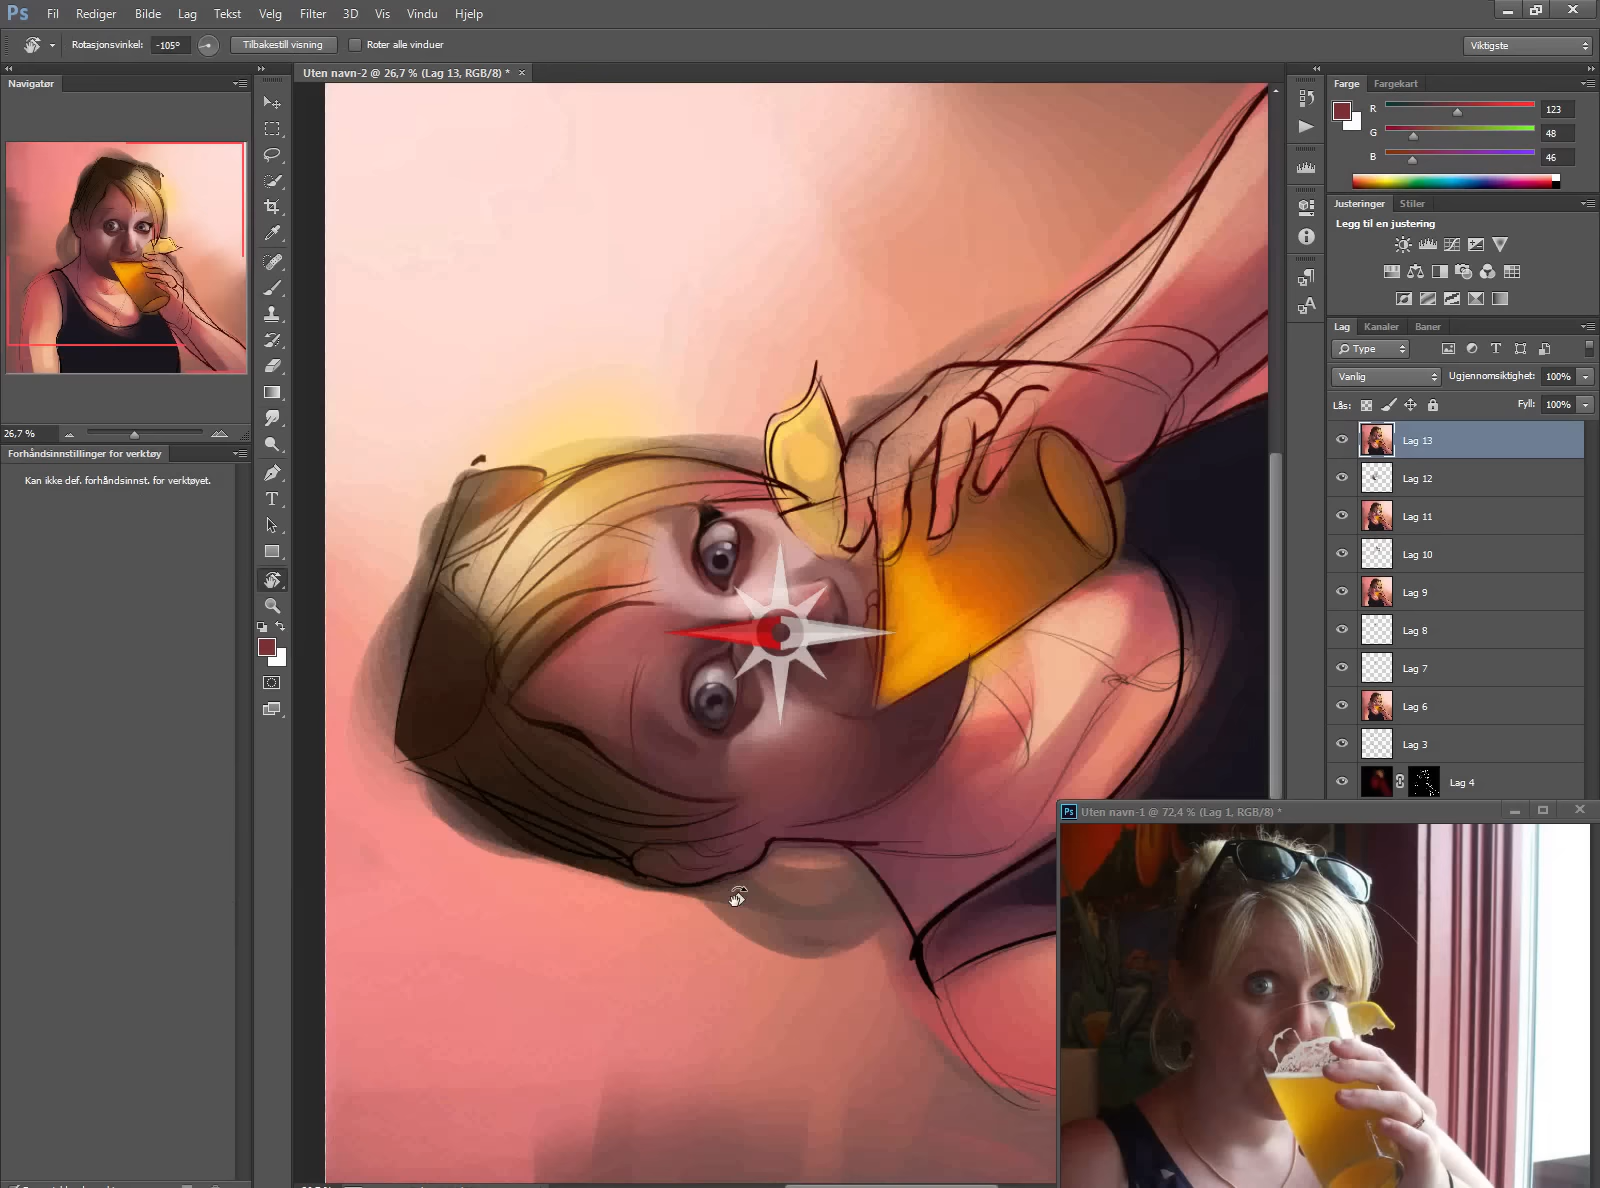 Ps Fil Rediger Bilde Lag Tekst Velg Filter 3D Vis Vindu Hjelp
Rotasjonsvinkel: -105° Tilbakestill visning Roter alle vinduer Viktigste
Navigatør
26,7 %
Forhåndsinnstillinger for verktøy
Kan ikke def. forhåndsinnst. for verktøyet.
Uten navn-2 @ 26,7 % (Lag 13, RGB/8) *
Farge Fargekart
R 123
G 48
B 46
Justeringer Stiler
Legg til en justering
Lag Kanaler Baner
Type
Vanlig Ugjennomsiktighet: 100%
Lås: Fyll: 100%
Lag 13
Lag 12
Lag 11
Lag 10
Lag 9
Lag 8
Lag 7
Lag 6
Lag 3
Lag 4
Ps Uten navn-1 @ 72,4 % (Lag 1, RGB/8) *